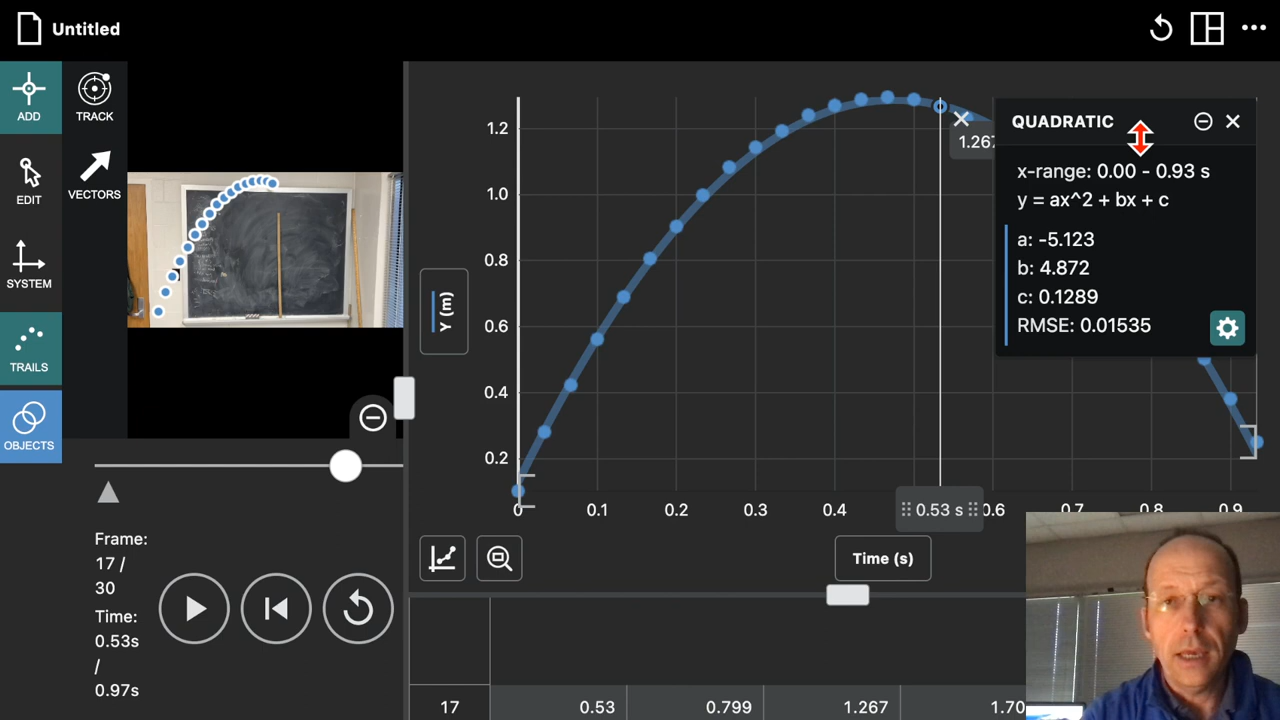 Untitled
ADD
TRACK
EDIT
VECTORS
SYSTEM
TRAILS
OBJECTS
Frame:
17 /
30
Time:
0.53s
/
0.97s
Y (m)
1.2
1.0
0.8
0.6
0.4
0.2
0
0.1
0.2
0.3
0.4
0.53 s
0.6
0.7
0.8
0.9
1.267
QUADRATIC
x-range: 0.00 - 0.93 s
y = ax^2 + bx + c
a: -5.123
b: 4.872
c: 0.1289
RMSE: 0.01535
Time (s)
17 0.53 0.799 1.267 1.70